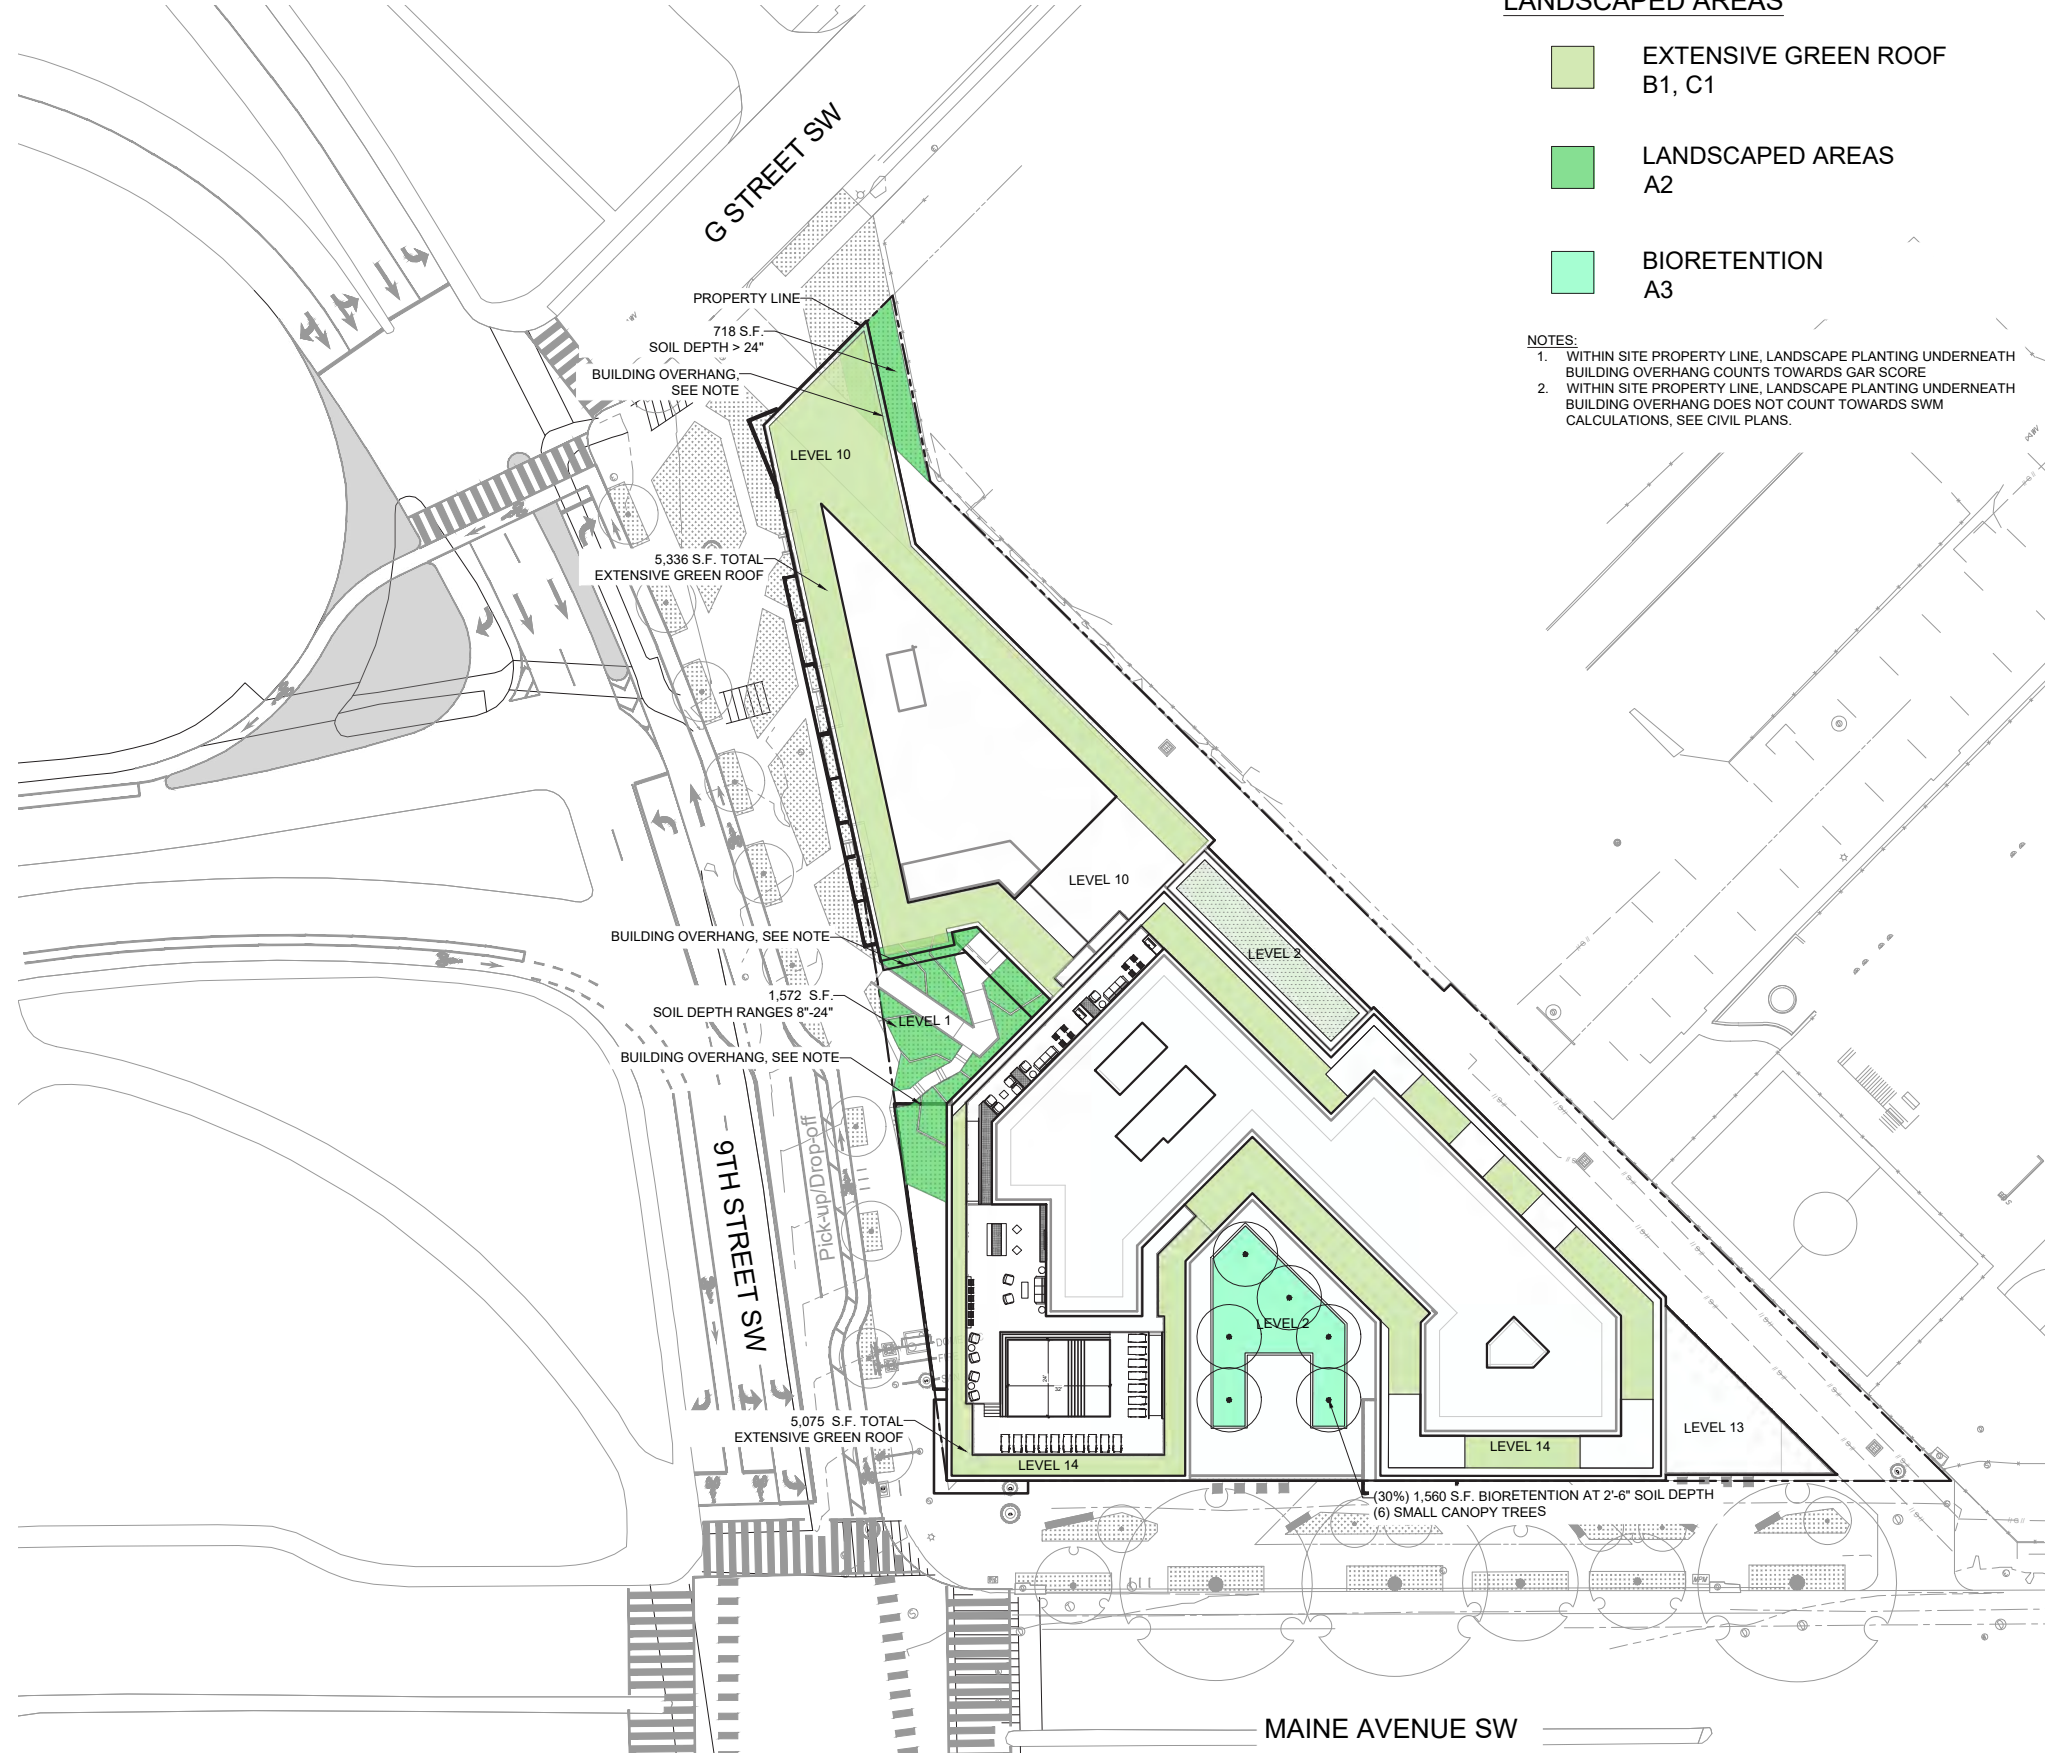 LANDSCAPED AREAS
EXTENSIVE GREEN ROOF
B1, C1
LANDSCAPED AREAS
A2
BIORETENTION
A3
NOTES:
1. WITHIN SITE PROPERTY LINE, LANDSCAPE PLANTING UNDERNEATH
BUILDING OVERHANG COUNTS TOWARDS GAR SCORE
2. WITHIN SITE PROPERTY LINE, LANDSCAPE PLANTING UNDERNEATH
BUILDING OVERHANG DOES NOT COUNT TOWARDS SWM
CALCULATIONS, SEE CIVIL PLANS.
G STREET SW
PROPERTY LINE
718 S.F.
SOIL DEPTH > 24"
BUILDING OVERHANG,
SEE NOTE
LEVEL 10
5,336 S.F. TOTAL
EXTENSIVE GREEN ROOF
LEVEL 10
BUILDING OVERHANG, SEE NOTE
LEVEL 2
1,572 S.F.
SOIL DEPTH RANGES 8"-24"
LEVEL 1
BUILDING OVERHANG, SEE NOTE
Pick-up/Drop-off
9TH STREET SW
LEVEL 2
24'
32'
5,075 S.F. TOTAL
EXTENSIVE GREEN ROOF
LEVEL 14
LEVEL 14
LEVEL 13
(30%) 1,560 S.F. BIORETENTION AT 2'-6" SOIL DEPTH
(6) SMALL CANOPY TREES
MAINE AVENUE SW